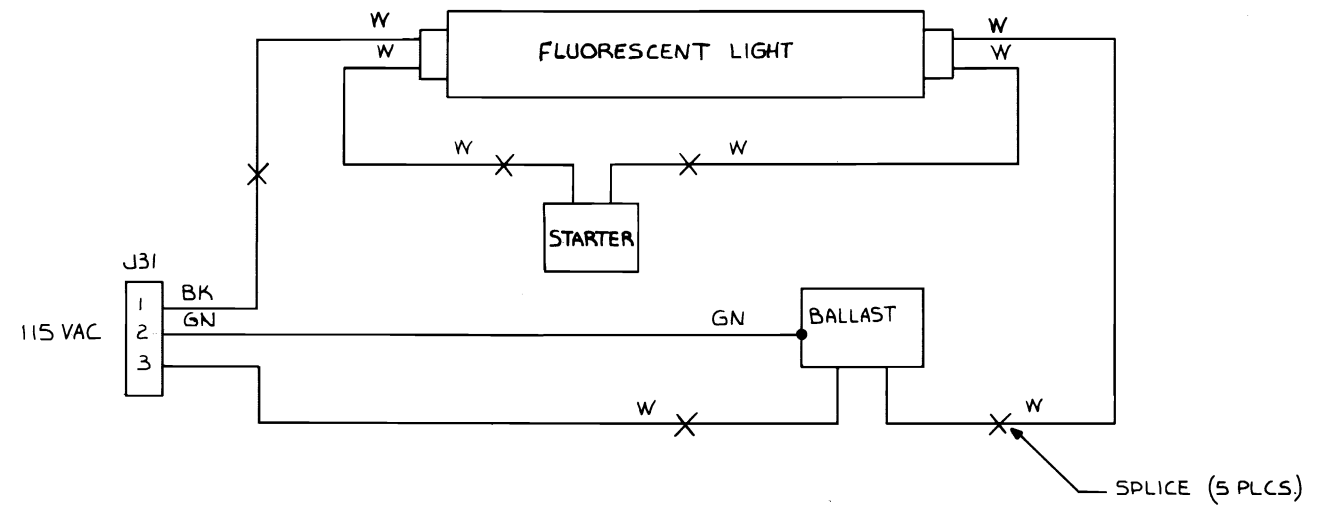 W
W
FLUORESCENT LIGHT
W
W
W
W
STARTER
J31
115 VAC
1
BK
2
GN
3
GN
BALLAST
W
W
SPLICE (5 PLCS.)